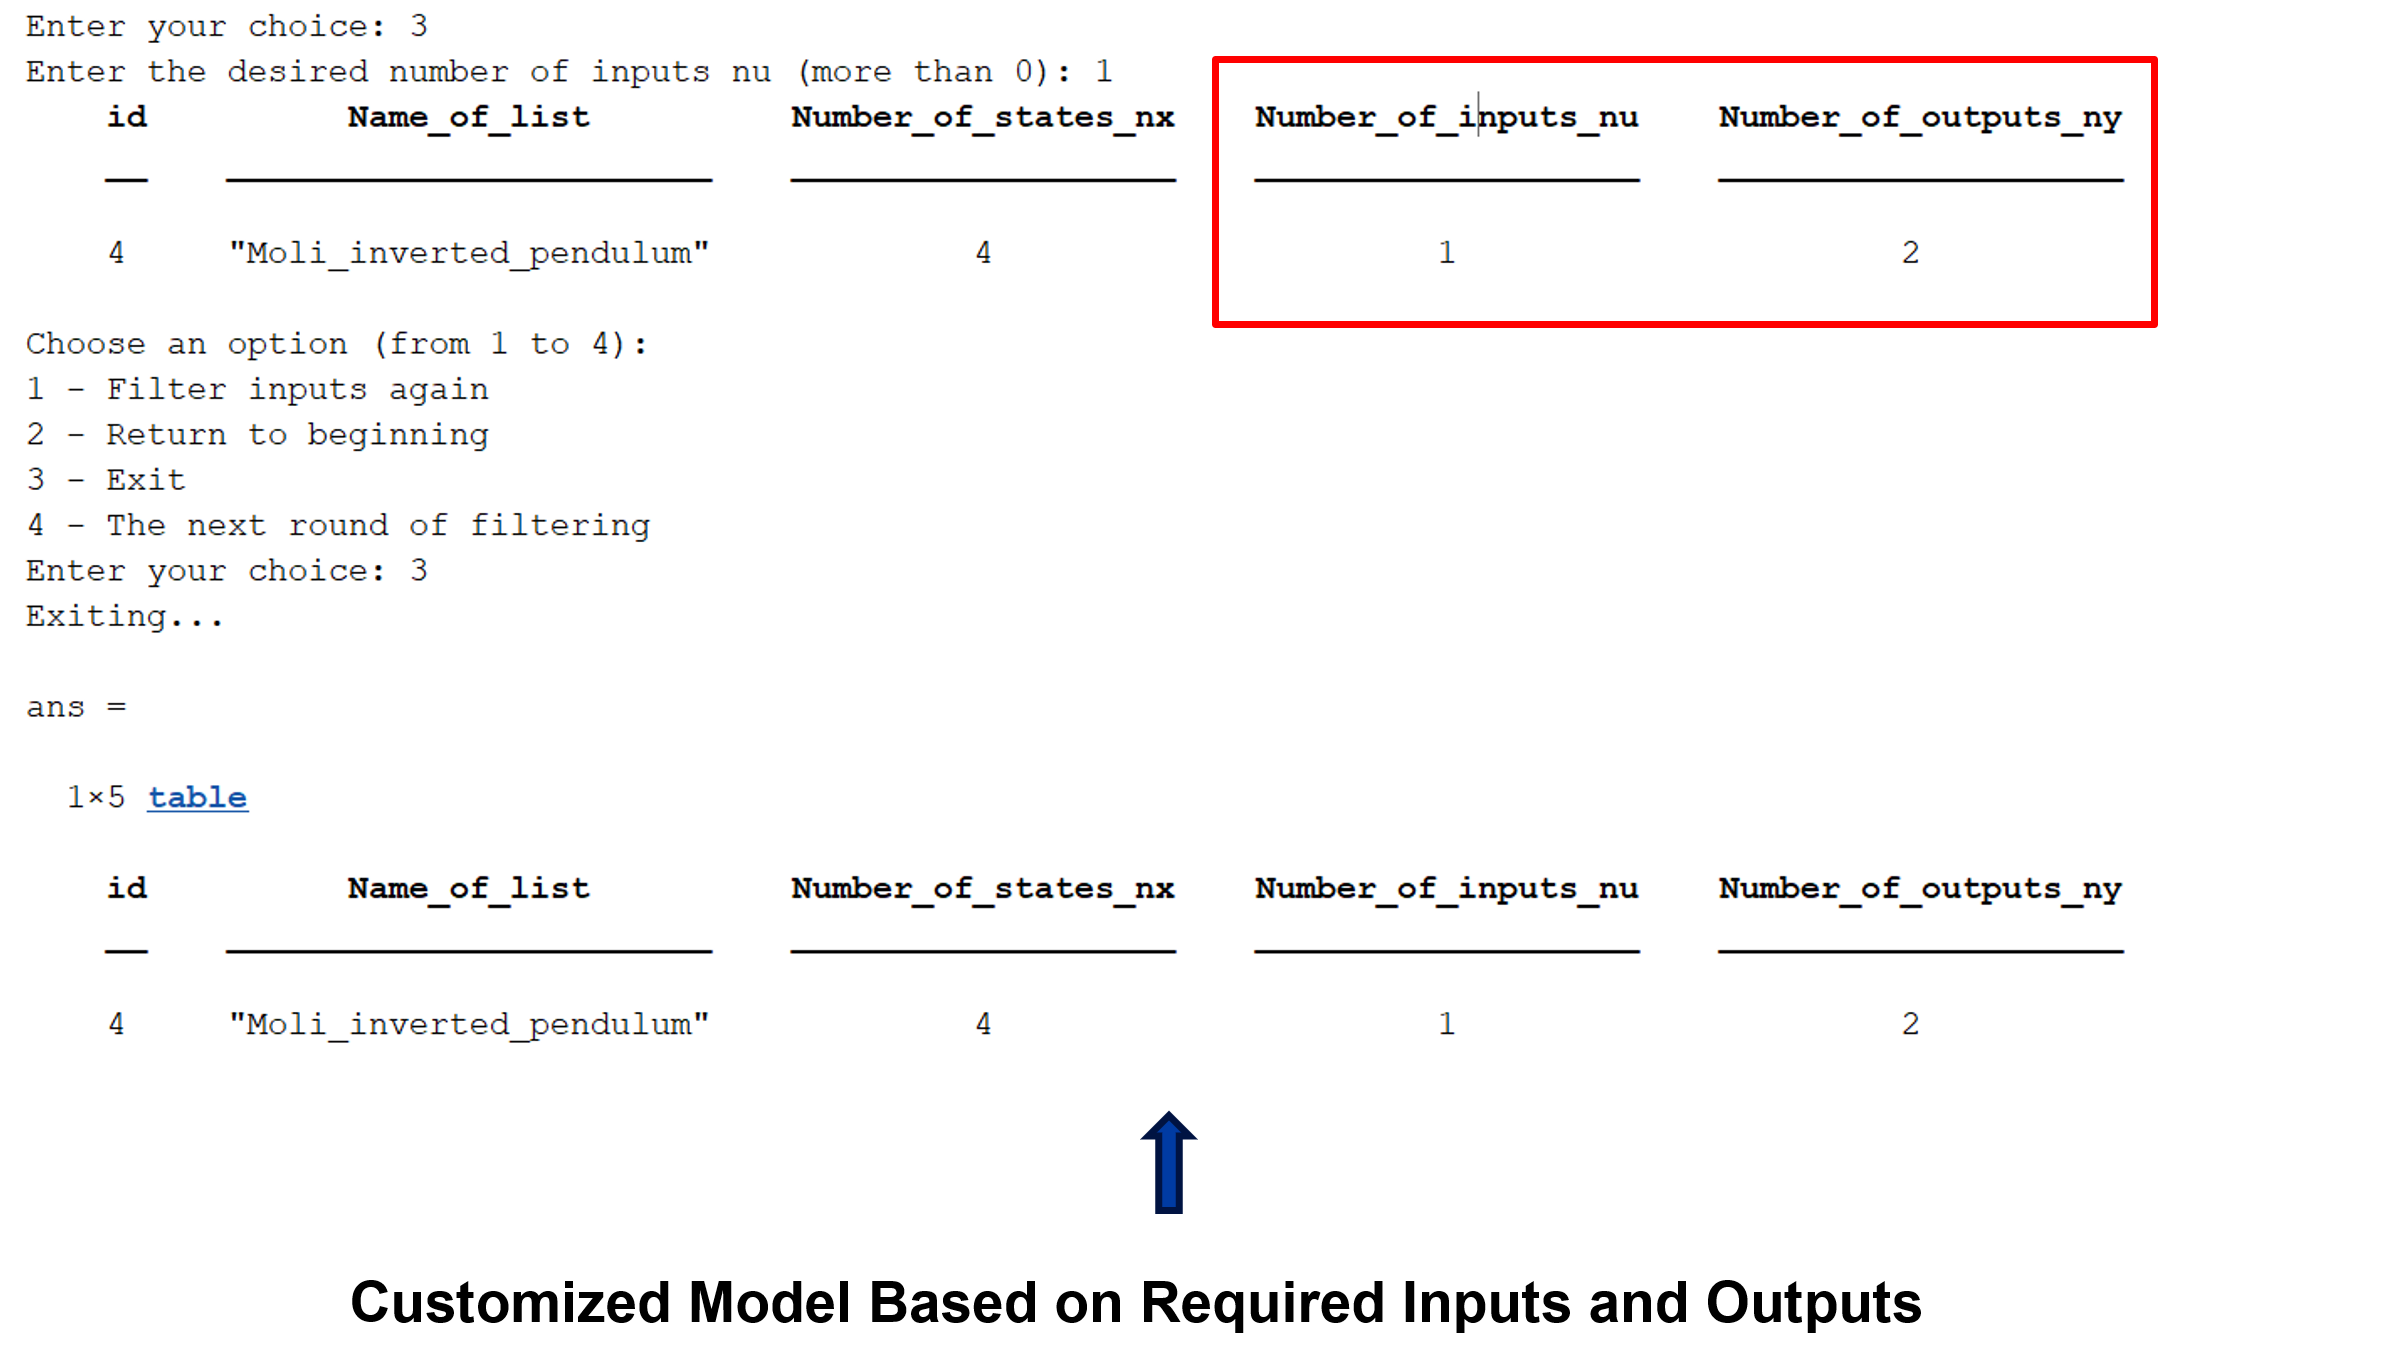 Enter your choice: 3
Enter the desired number of inputs nu (more than 0): 1
id Name_of_list Number_of_states_nx Number_of_inputs_nu Number_of_outputs_ny
4 "Moli_inverted_pendulum" 4 1 2
Choose an option (from 1 to 4):
1 - Filter inputs again
2 - Return to beginning
3 - Exit
4 - The next round of filtering
Enter your choice: 3
Exiting...
ans =
1×5 table
id Name_of_list Number_of_states_nx Number_of_inputs_nu Number_of_outputs_ny
4 "Moli_inverted_pendulum" 4 1 2
Customized Model Based on Required Inputs and Outputs